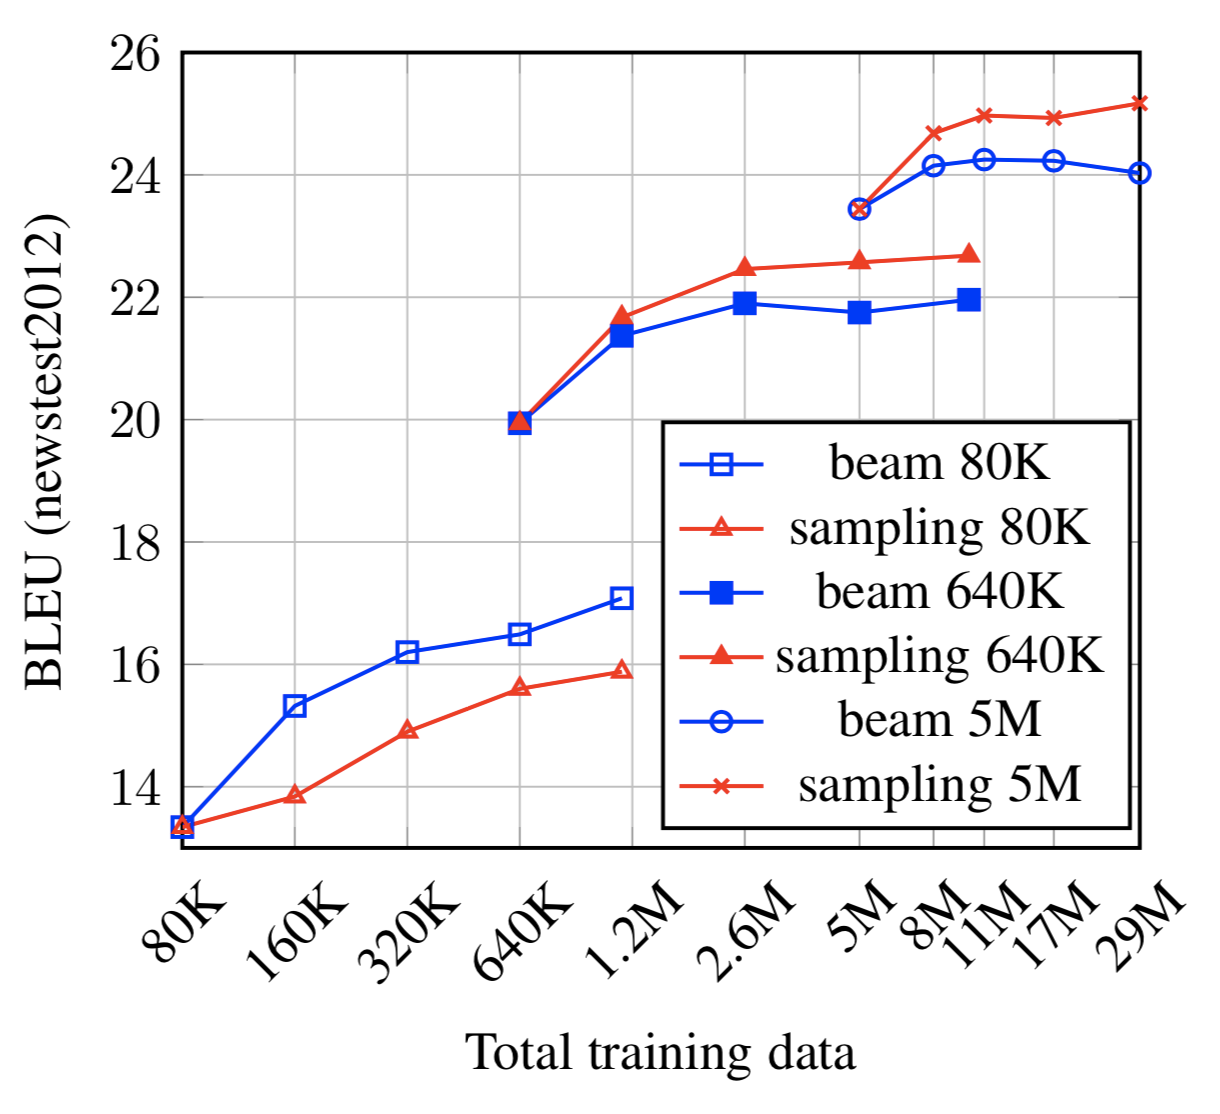 26
24
22
20
18
16
14
BLEU (newstest2012)
beam 80K
sampling 80K
beam 640K
sampling 640K
beam 5M
sampling 5M
80K
160K
320K
640K
1.2M
2.6M
5M
8M
11M
17M
29M
Total training data